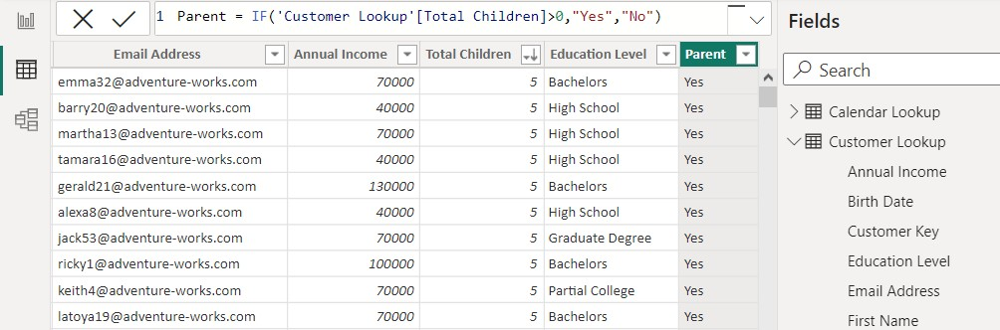 1 Parent = IF('Customer Lookup'[Total Children]>0,"Yes","No")
Email Address Annual Income Total Children Education Level Parent
emma32@adventure-works.com 70000 5 Bachelors Yes
barry20@adventure-works.com 40000 5 High School Yes
martha13@adventure-works.com 70000 5 High School Yes
tamara16@adventure-works.com 40000 5 High School Yes
gerald21@adventure-works.com 130000 5 Bachelors Yes
alexa8@adventure-works.com 40000 5 High School Yes
jack53@adventure-works.com 70000 5 Graduate Degree Yes
ricky1@adventure-works.com 100000 5 Bachelors Yes
keith4@adventure-works.com 70000 5 Partial College Yes
latoya19@adventure-works.com 70000 5 Bachelors Yes
Fields
Search
Calendar Lookup
Customer Lookup
Annual Income
Birth Date
Customer Key
Education Level
Email Address
First Name